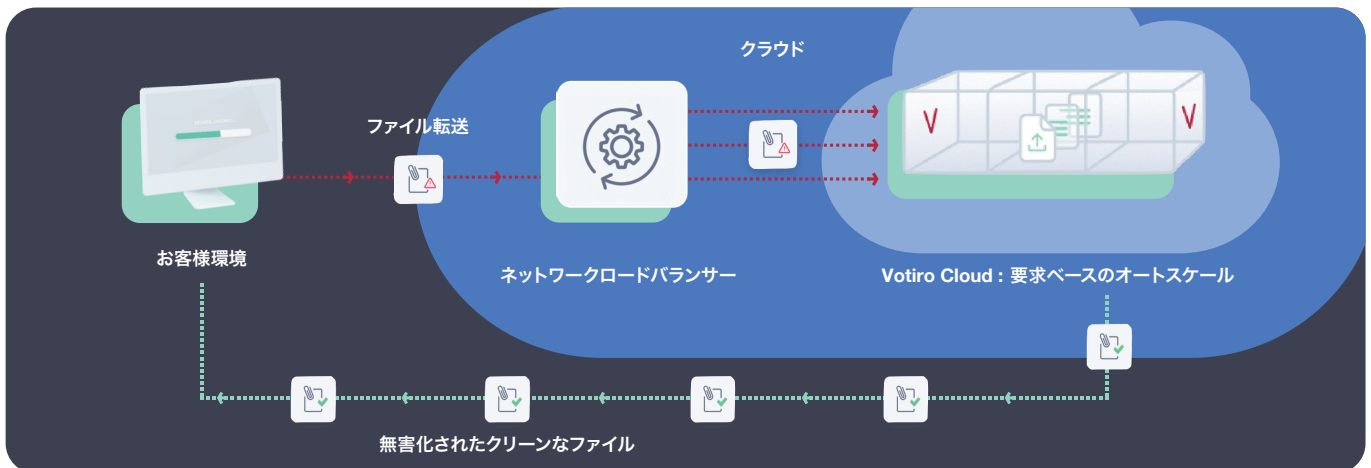 クラウド
ファイル転送
V
V
お客様環境
ネットワークロードバランサー
Votiro Cloud : 要求ベースのオートスケール
無害化されたクリーンなファイル